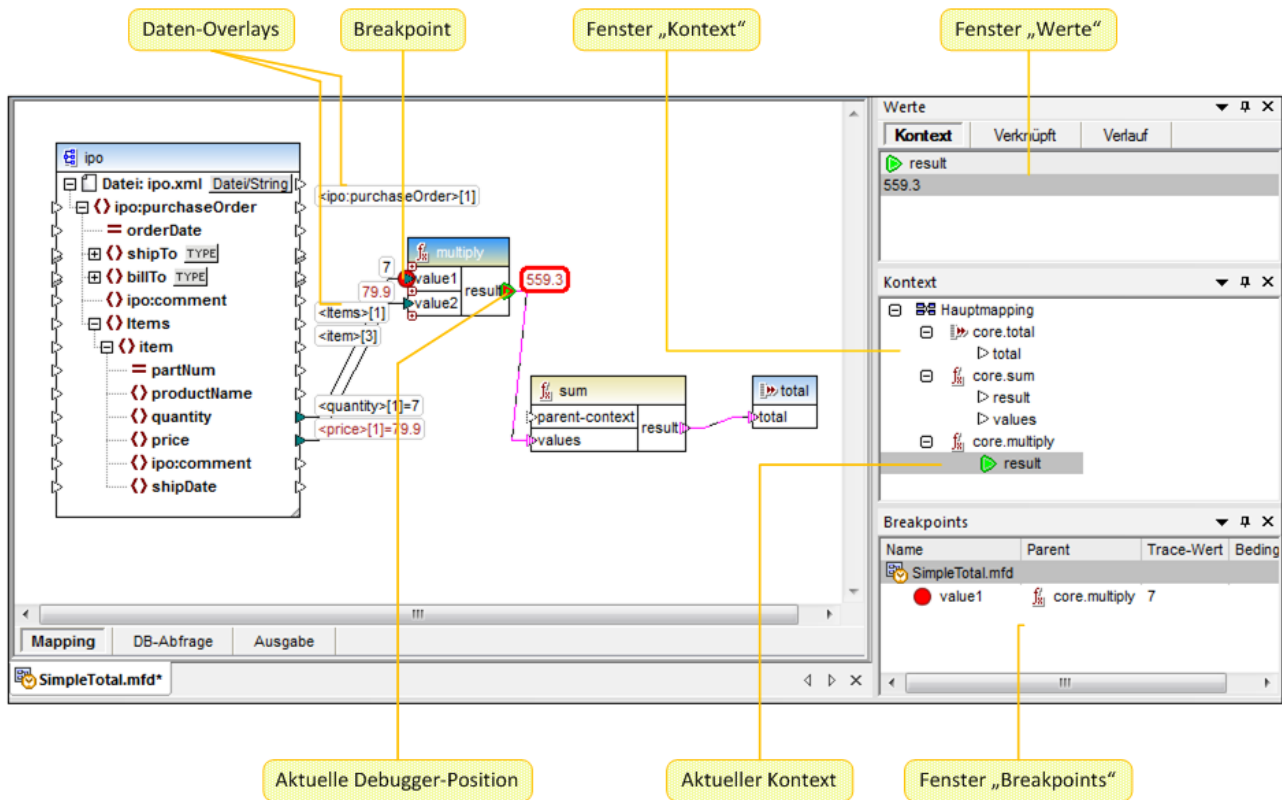 Daten-Overlays
Breakpoint
Fenster „Kontext“
Fenster „Werte“
ipo
Datei: ipo.xml Datei/String
ipo:purchaseOrder
orderDate
shipTo TYPE
billTo TYPE
ipo:comment
Items
item
partNum
productName
quantity
price
ipo:comment
shipDate
<ipo:purchaseOrder>[1]
7
79.9
<Items>[1]
<item>[3]
<quantity>[1]=7
<price>[1]=79.9
multiply
value1
value2
result
559.3
sum
parent-context
values
result
total
total
Mapping DB-Abfrage Ausgabe
SimpleTotal.mfd*
Werte
Kontext Verknüpft Verlauf
result
559.3
Kontext
Hauptmapping
core.total
total
core.sum
result
values
core.multiply
result
Breakpoints
Name Parent Trace-Wert Beding
SimpleTotal.mfd
value1 core.multiply 7
Aktuelle Debugger-Position
Aktueller Kontext
Fenster „Breakpoints“